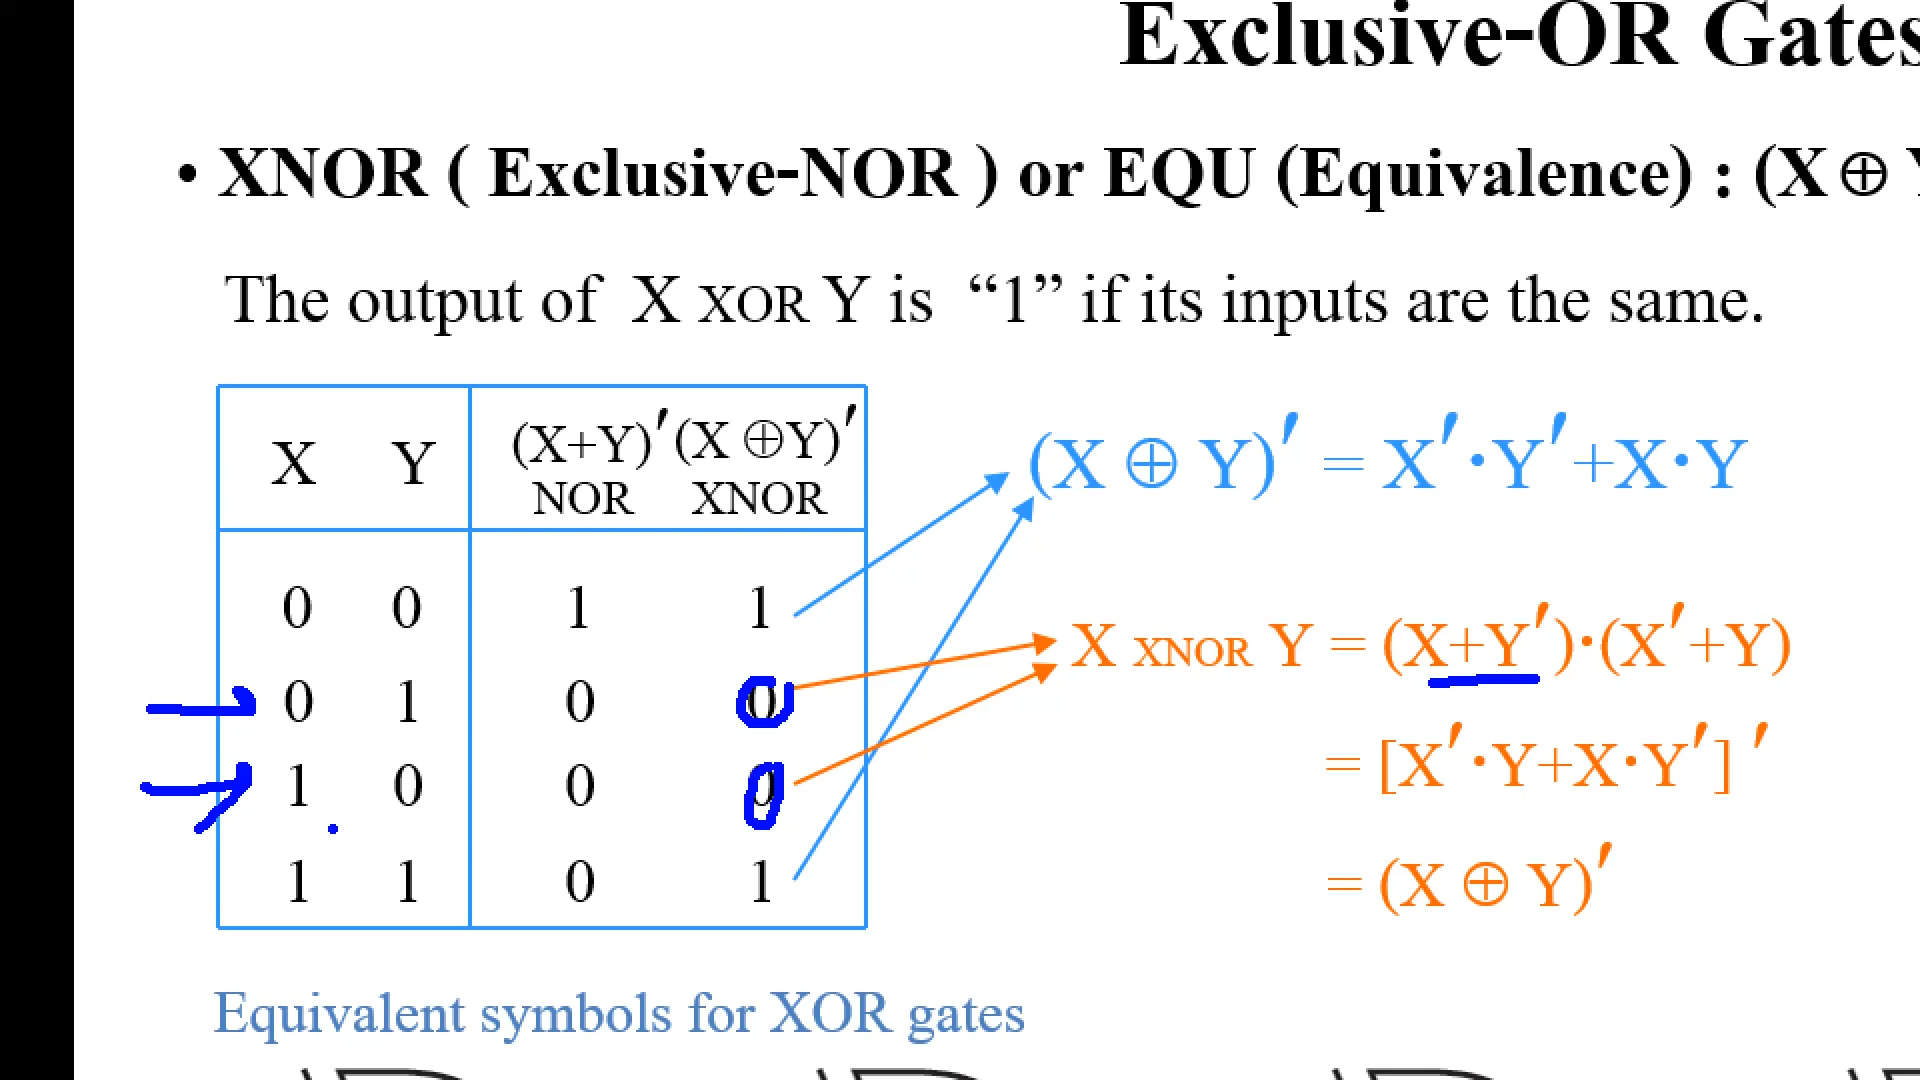 Exclusive-OR Gates
• XNOR ( Exclusive-NOR ) or EQU (Equivalence) : (X ⊕
The output of X XOR Y is “1” if its inputs are the same.
X Y (X+Y)′ (X ⊕Y)′
NOR XNOR
0 0 1 1
0 1 0 0
1 0 0 0
1 1 0 1
(X ⊕ Y)′ = X′·Y′+X·Y
X XNOR Y = (X+Y′)·(X′+Y)
= [X′·Y+X·Y′] ′
= (X ⊕ Y)′
Equivalent symbols for XOR gates